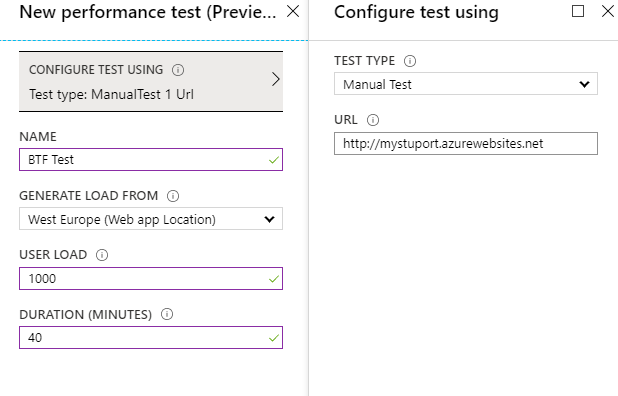 New performance test (Previe...
CONFIGURE TEST USING
Test type: ManualTest 1 Url
NAME
BTF Test
GENERATE LOAD FROM
West Europe (Web app Location)
USER LOAD
1000
DURATION (MINUTES)
40
Configure test using
TEST TYPE
Manual Test
URL
http://mystuport.azurewebsites.net